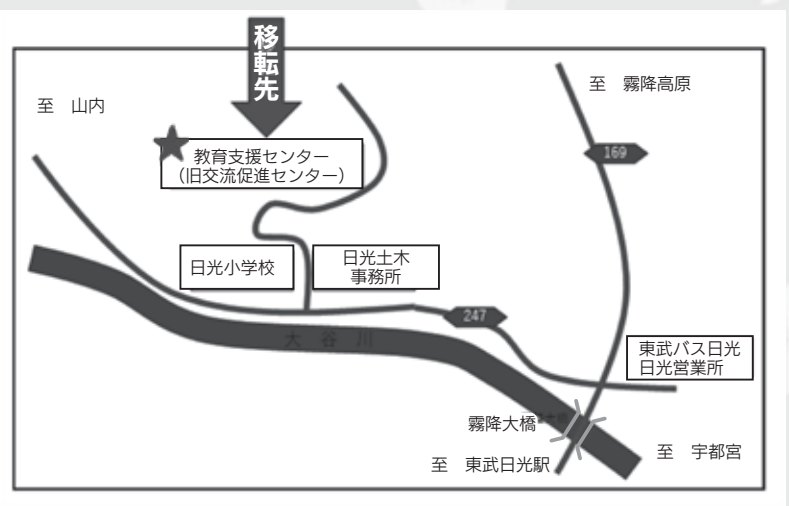 移転先
至　霧降高原
至　山内
169
教育支援センター
（旧交流促進センター）
日光小学校
日光土木
事務所
247
大　谷　川
東武バス日光
日光営業所
霧降大橋
至　宇都宮
至　東武日光駅